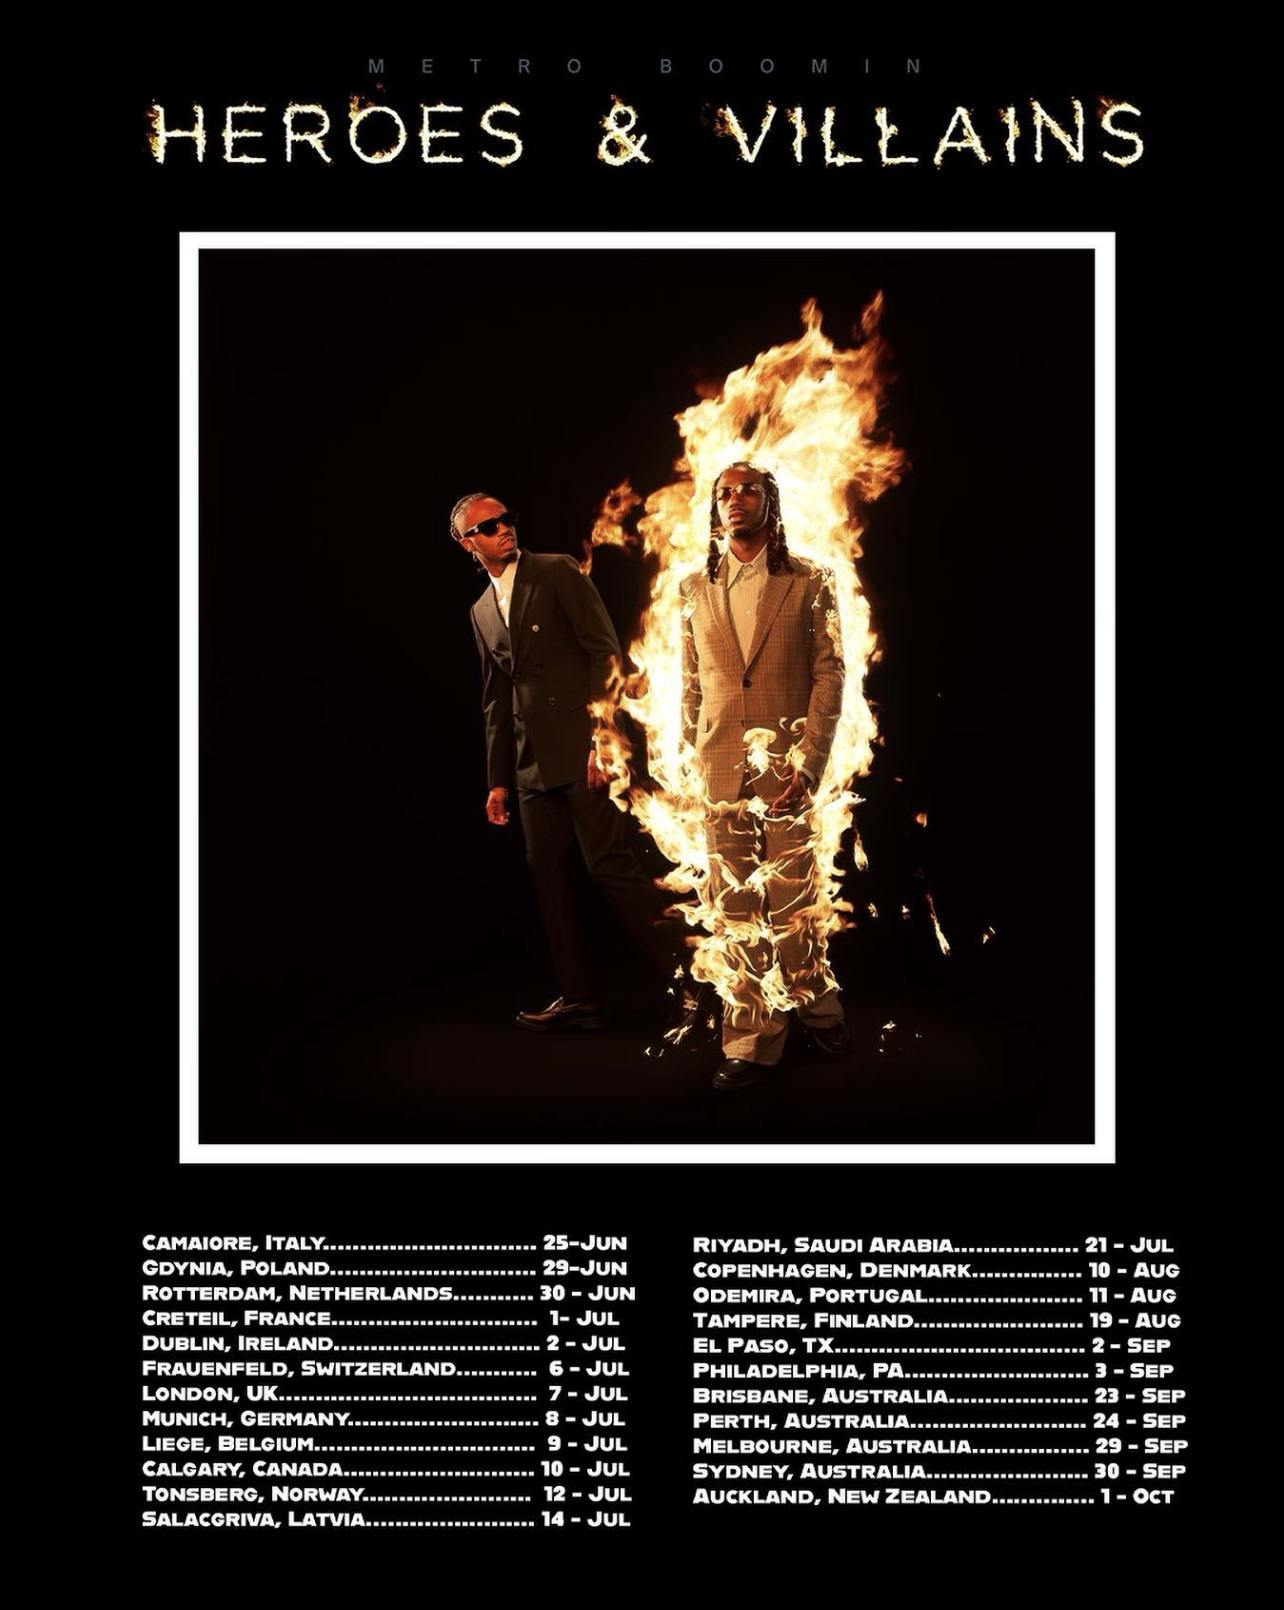 METRO BOOMIN
HEROES & VILLAINS
CAMAIORE, ITALY.............................. 25-JUN
GDYNIA, POLAND............................. 29-JUN
ROTTERDAM, NETHERLANDS........... 30 - JUN
CRETEIL, FRANCE............................. 1- JUL
DUBLIN, IRELAND............................. 2 - JUL
FRAUENFELD, SWITZERLAND........... 6 - JUL
LONDON, UK.................................... 7 - JUL
MUNICH, GERMANY.......................... 8 - JUL
LIEGE, BELGIUM............................... 9 - JUL
CALGARY, CANADA........................... 10 - JUL
TONSBERG, NORWAY........................ 12 - JUL
SALACGRIVA, LATVIA........................ 14 - JUL
RIYADH, SAUDI ARABIA.................. 21 - JUL
COPENHAGEN, DENMARK................ 10 - AUG
ODEMIRA, PORTUGAL...................... 11 - AUG
TAMPERE, FINLAND........................ 19 - AUG
EL PASO, TX................................... 2 - SEP
PHILADELPHIA, PA.......................... 3 - SEP
BRISBANE, AUSTRALIA.................... 23 - SEP
PERTH, AUSTRALIA......................... 24 - SEP
MELBOURNE, AUSTRALIA................. 29 - SEP
SYDNEY, AUSTRALIA....................... 30 - SEP
AUCKLAND, NEW ZEALAND............... 1 - OCT